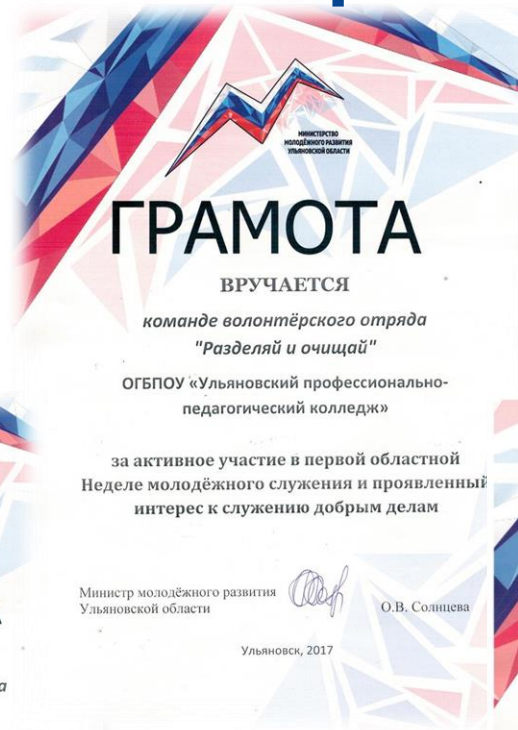 МИНИСТЕРСТВО
МОЛОДЁЖНОГО РАЗВИТИЯ
УЛЬЯНОВСКОЙ ОБЛАСТИ
ГРАМОТА
ВРУЧАЕТСЯ
команде волонтёрского отряда
"Разделяй и очищай"
ОГБПОУ «Ульяновский профессионально-
педагогический колледж»
за активное участие в первой областной
Неделе молодёжного служения и проявленный
интерес к служению добрым делам
Министр молодёжного развития
Ульяновской области
О.В. Солнцева
Ульяновск, 2017